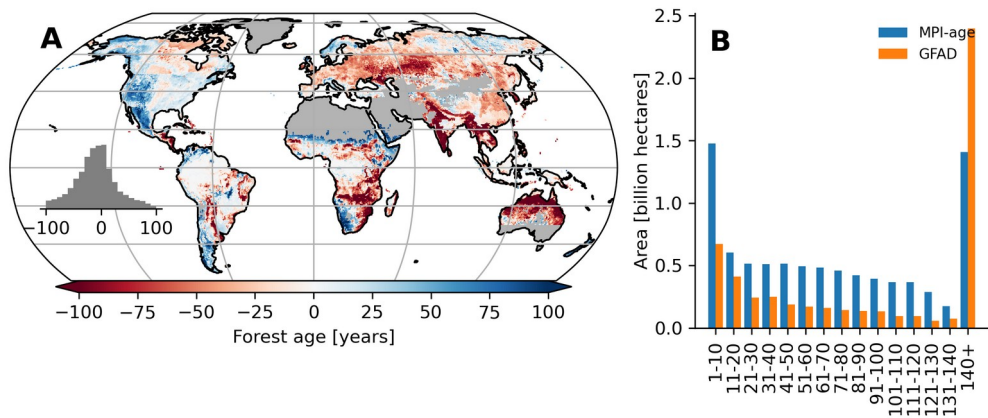 A
−100 0 100
−100 −75 −50 −25 0 25 50 75 100
Forest age [years]
B
MPI-age
GFAD
Area [billion hectares]
2.5
2.0
1.5
1.0
0.5
0.0
1-10
11-20
21-30
31-40
41-50
51-60
61-70
71-80
81-90
91-100
101-110
111-120
121-130
131-140
140+